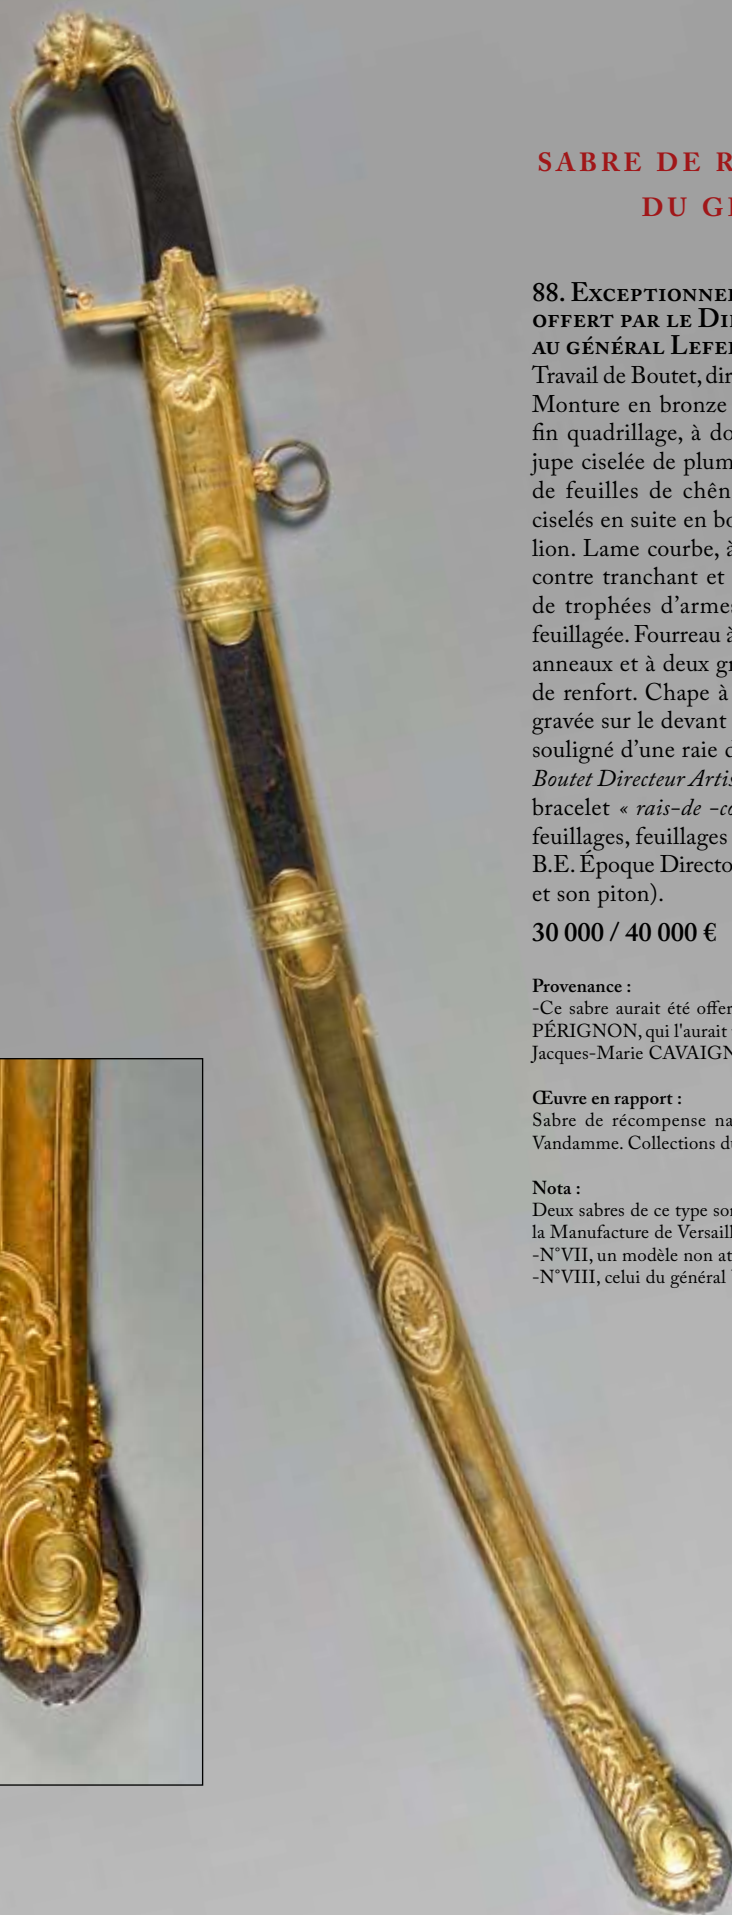 SABRE DE R
DU G
88. EXCEPTIONNE
OFFERT PAR LE DI
AU GÉNÉRAL LEFE
Travail de Boutet, dir
Monture en bronze
fin quadrillage, à do
jupe ciselée de plum
de feuilles de chên
ciselés en suite en bo
lion. Lame courbe, à
contre tranchant et
de trophées d’armes
feuillagée. Fourreau à
anneaux et à deux gr
de renfort. Chape à
gravée sur le devant
souligné d’une raie d
Boutet Directeur Artis
bracelet « rais-de -co
feuillages, feuillages
B.E. Époque Directo
et son piton).
30 000 / 40 000 €
Provenance :
-Ce sabre aurait été offer
PÉRIGNON, qui l'aurait
Jacques-Marie CAVAIGN
Œuvre en rapport :
Sabre de récompense na
Vandamme. Collections d
Nota :
Deux sabres de ce type son
la Manufacture de Versaill
-N°VII, un modèle non at
-N°VIII, celui du général